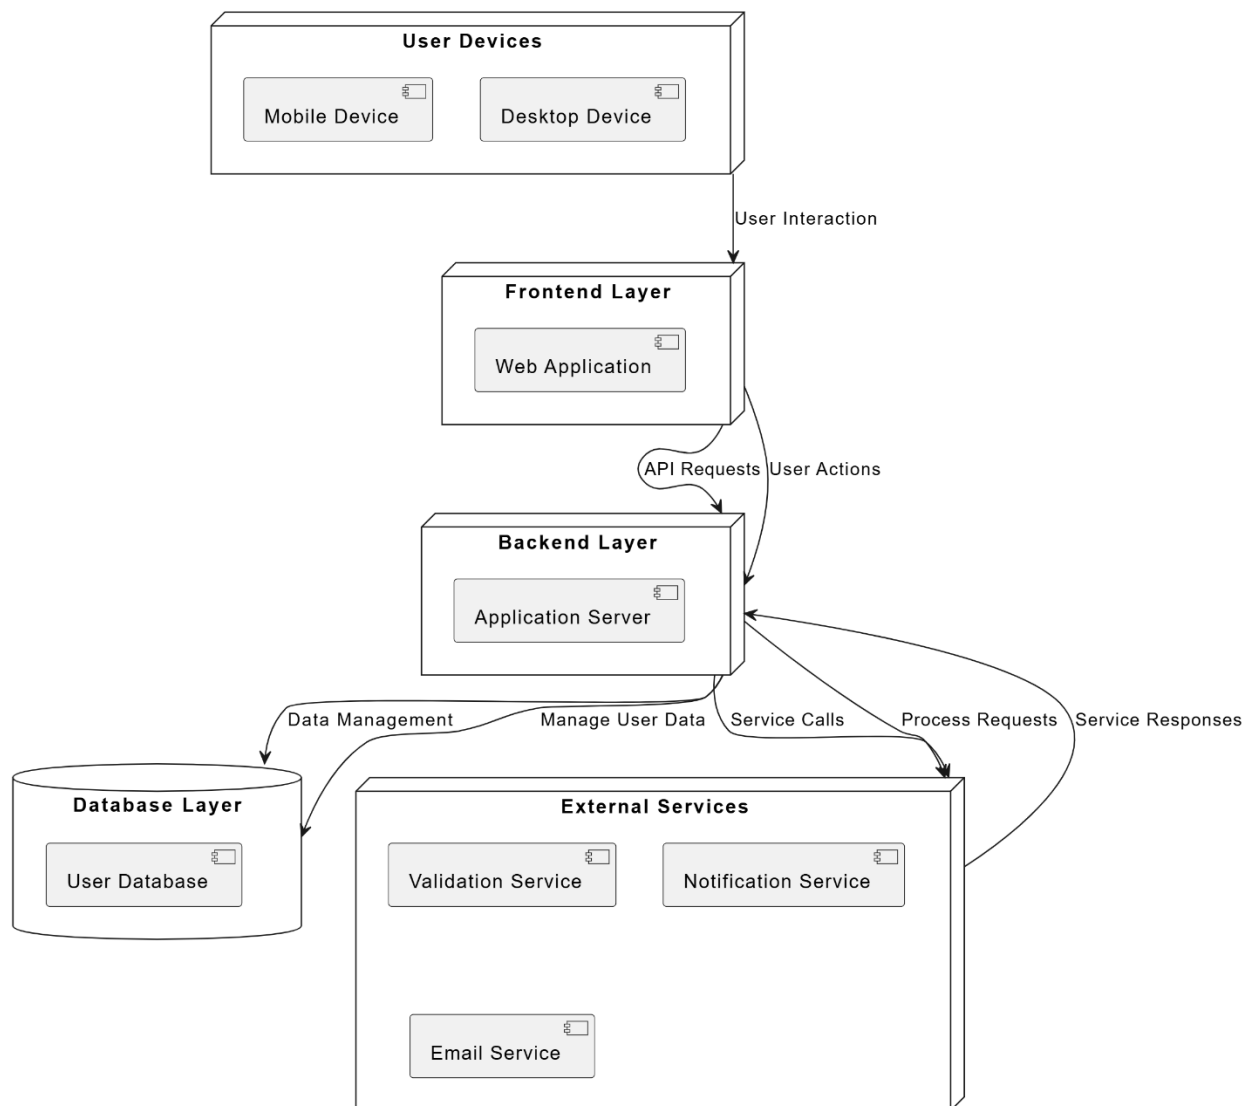 User Devices
Mobile Device
Desktop Device
User Interaction
Frontend Layer
Web Application
API Requests
User Actions
Backend Layer
Application Server
Data Management
Manage User Data
Service Calls
Process Requests
Service Responses
Database Layer
User Database
External Services
Validation Service
Notification Service
Email Service